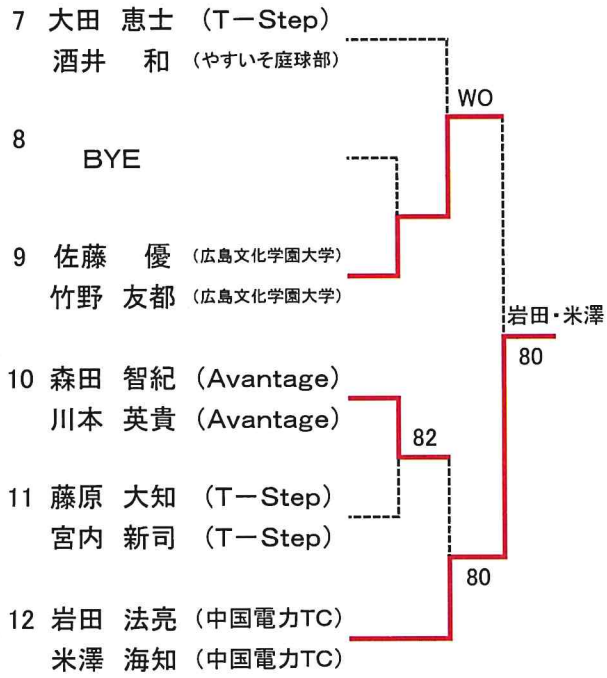 7 大田 恵士 (T-Step)
酒井 和 (やすいそ庭球部)
WO
8 BYE
9 佐藤 優 (広島文化学園大学)
竹野 友都 (広島文化学園大学)
岩田・米澤
80
10 森田 智紀 (Avantage)
川本 英貴 (Avantage)
82
11 藤原 大知 (T-Step)
宮内 新司 (T-Step)
80
12 岩田 法亮 (中国電力TC)
米澤 海知 (中国電力TC)